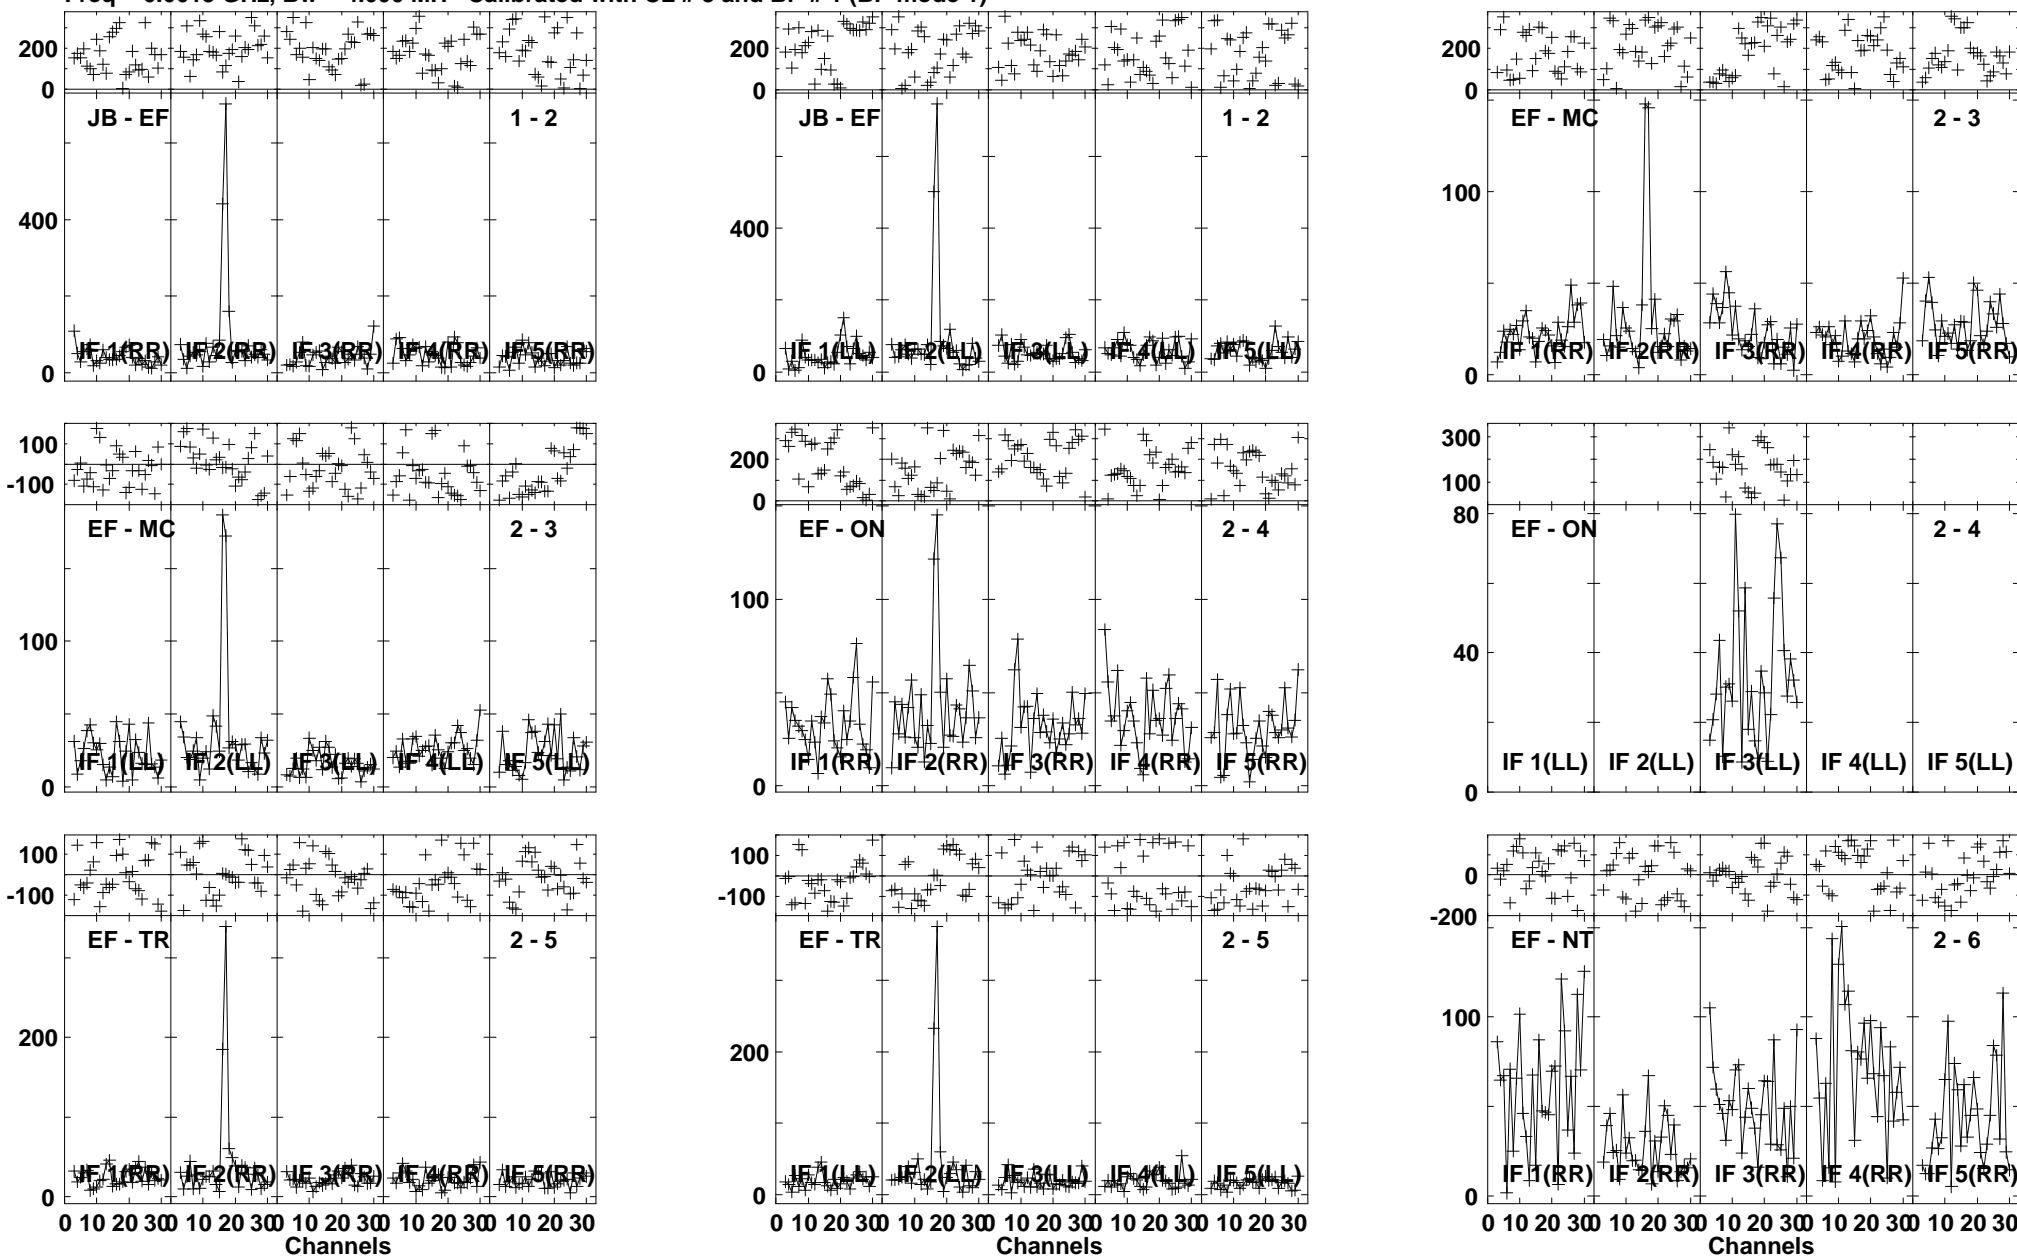 200
0
JB - EF
1 - 2
400
0
IF 1(RR) IF 2(RR) IF 3(RR) IF 4(RR) IF 5(RR)
200
0
JB - EF
1 - 2
400
0
IF 1(LL) IF 2(LL) IF 3(LL) IF 4(LL) IF 5(LL)
200
0
EF - MC
2 - 3
100
0
IF 1(RR) IF 2(RR) IF 3(RR) IF 4(RR) IF 5(RR)
100
-100
EF - MC
2 - 3
100
0
IF 1(LL) IF 2(LL) IF 3(LL) IF 4(LL) IF 5(LL)
200
0
EF - ON
2 - 4
100
0
IF 1(RR) IF 2(RR) IF 3(RR) IF 4(RR) IF 5(RR)
300
100
EF - ON
2 - 4
80
40
0
IF 1(LL) IF 2(LL) IF 3(LL) IF 4(LL) IF 5(LL)
100
-100
EF - TR
2 - 5
200
0
IF 1(RR) IF 2(RR) IF 3(RR) IF 4(RR) IF 5(RR)
0 10 20 30 0 10 20 30 0 10 20 30 0 10 20 30 0 10 20 30
Channels
100
-100
EF - TR
2 - 5
200
0
IF 1(LL) IF 2(LL) IF 3(LL) IF 4(LL) IF 5(LL)
0 10 20 30 0 10 20 30 0 10 20 30 0 10 20 30 0 10 20 30
Channels
0
-200
EF - NT
2 - 6
100
0
IF 1(RR) IF 2(RR) IF 3(RR) IF 4(RR) IF 5(RR)
0 10 20 30 0 10 20 30 0 10 20 30 0 10 20 30 0 10 20 30
Channels